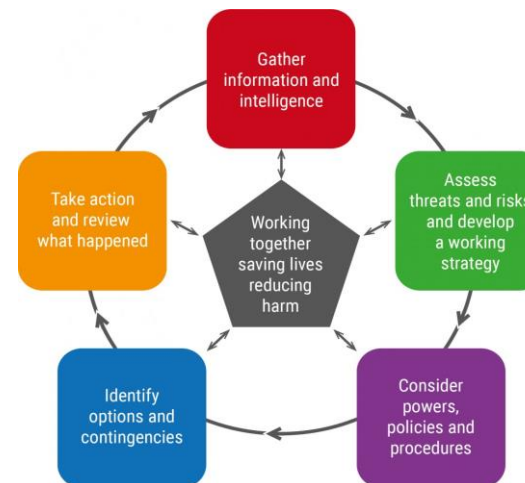 Gather
information and
intelligence
Assess
threats and risks
and develop
a working
strategy
Consider
powers,
policies and
procedures
Identify
options and
contingencies
Take action
and review
what happened
Working
together
saving lives
reducing
harm